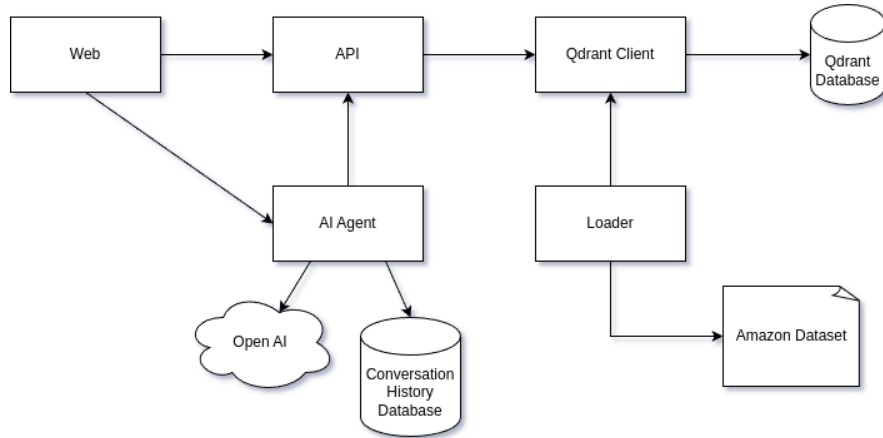 Web
API
Qdrant Client
Qdrant
Database
AI Agent
Loader
Open AI
Conversation
History
Database
Amazon Dataset